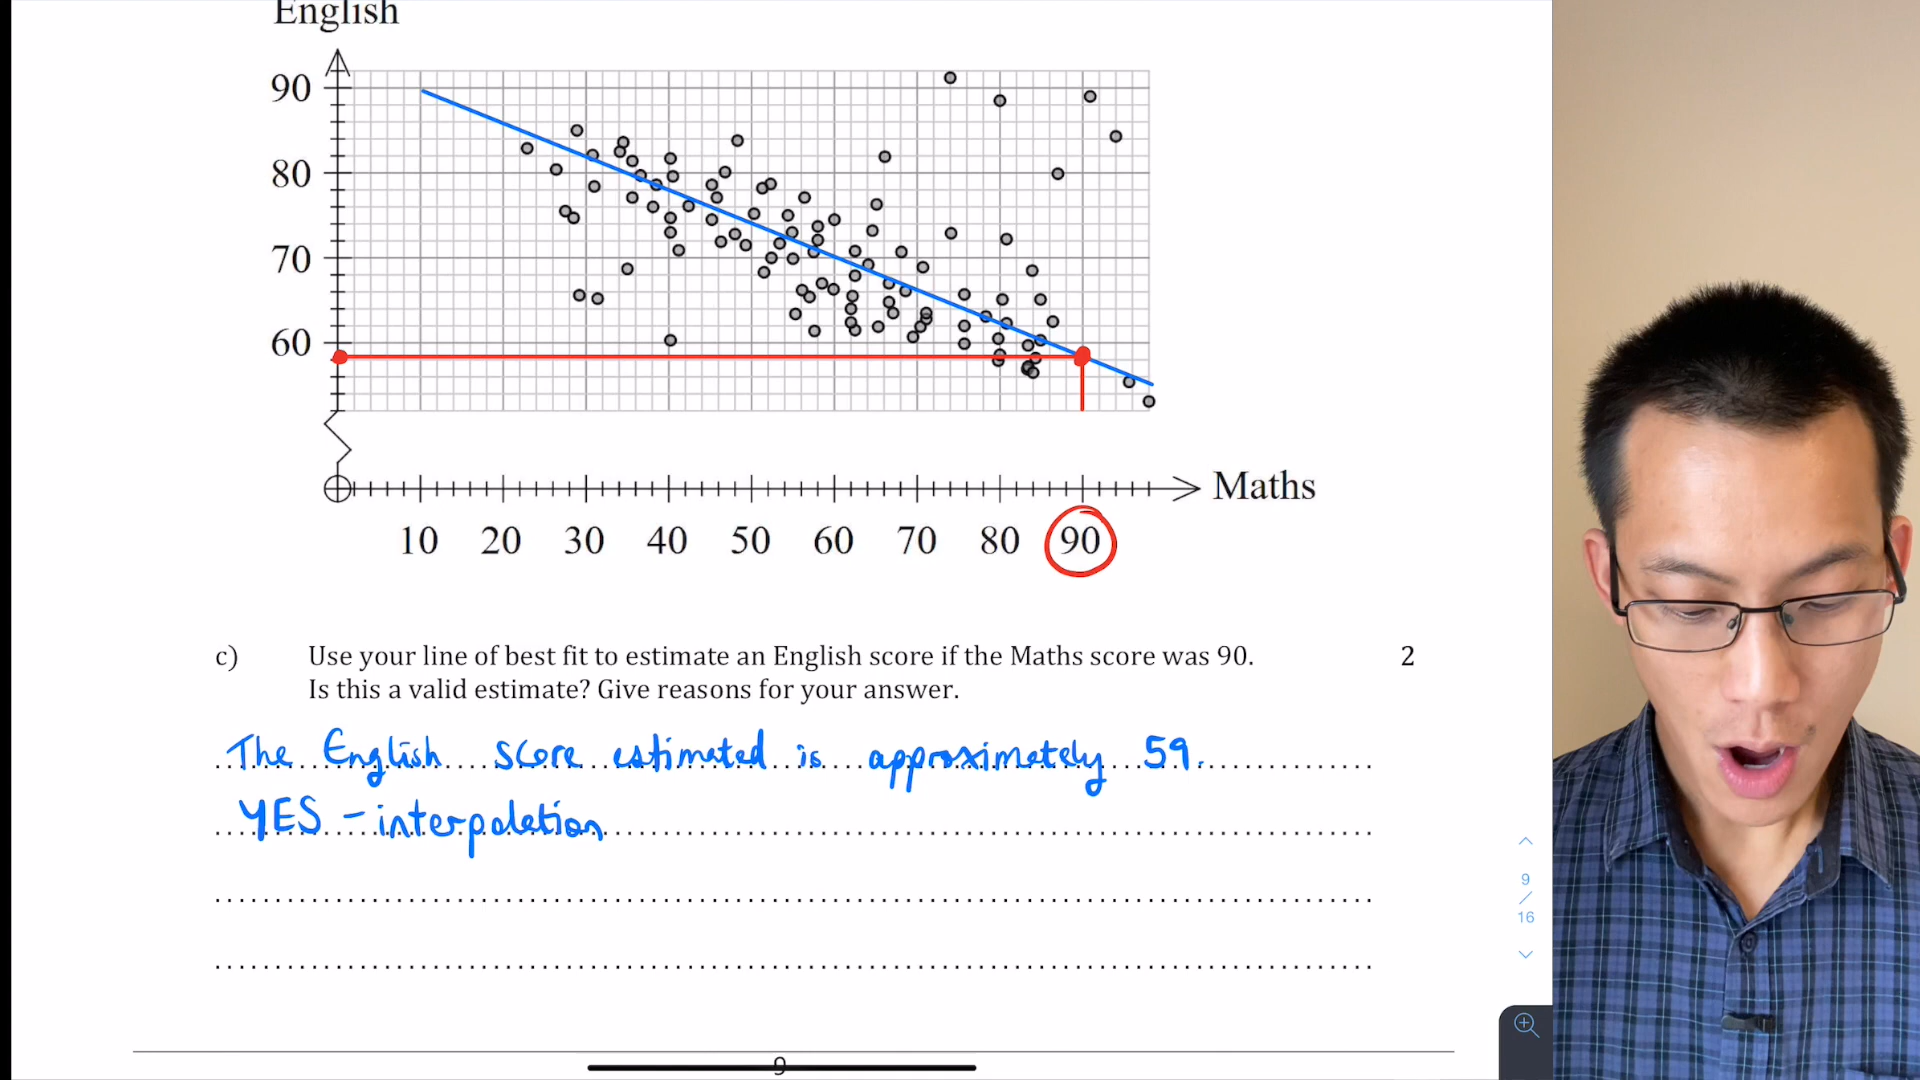 English
90
80
70
60
Maths
10 20 30 40 50 60 70 80 90
c) Use your line of best fit to estimate an English score if the Maths score was 90. 2
Is this a valid estimate? Give reasons for your answer.
The English score estimated is approximately 59.
YES - interpolation
9
/
16
9